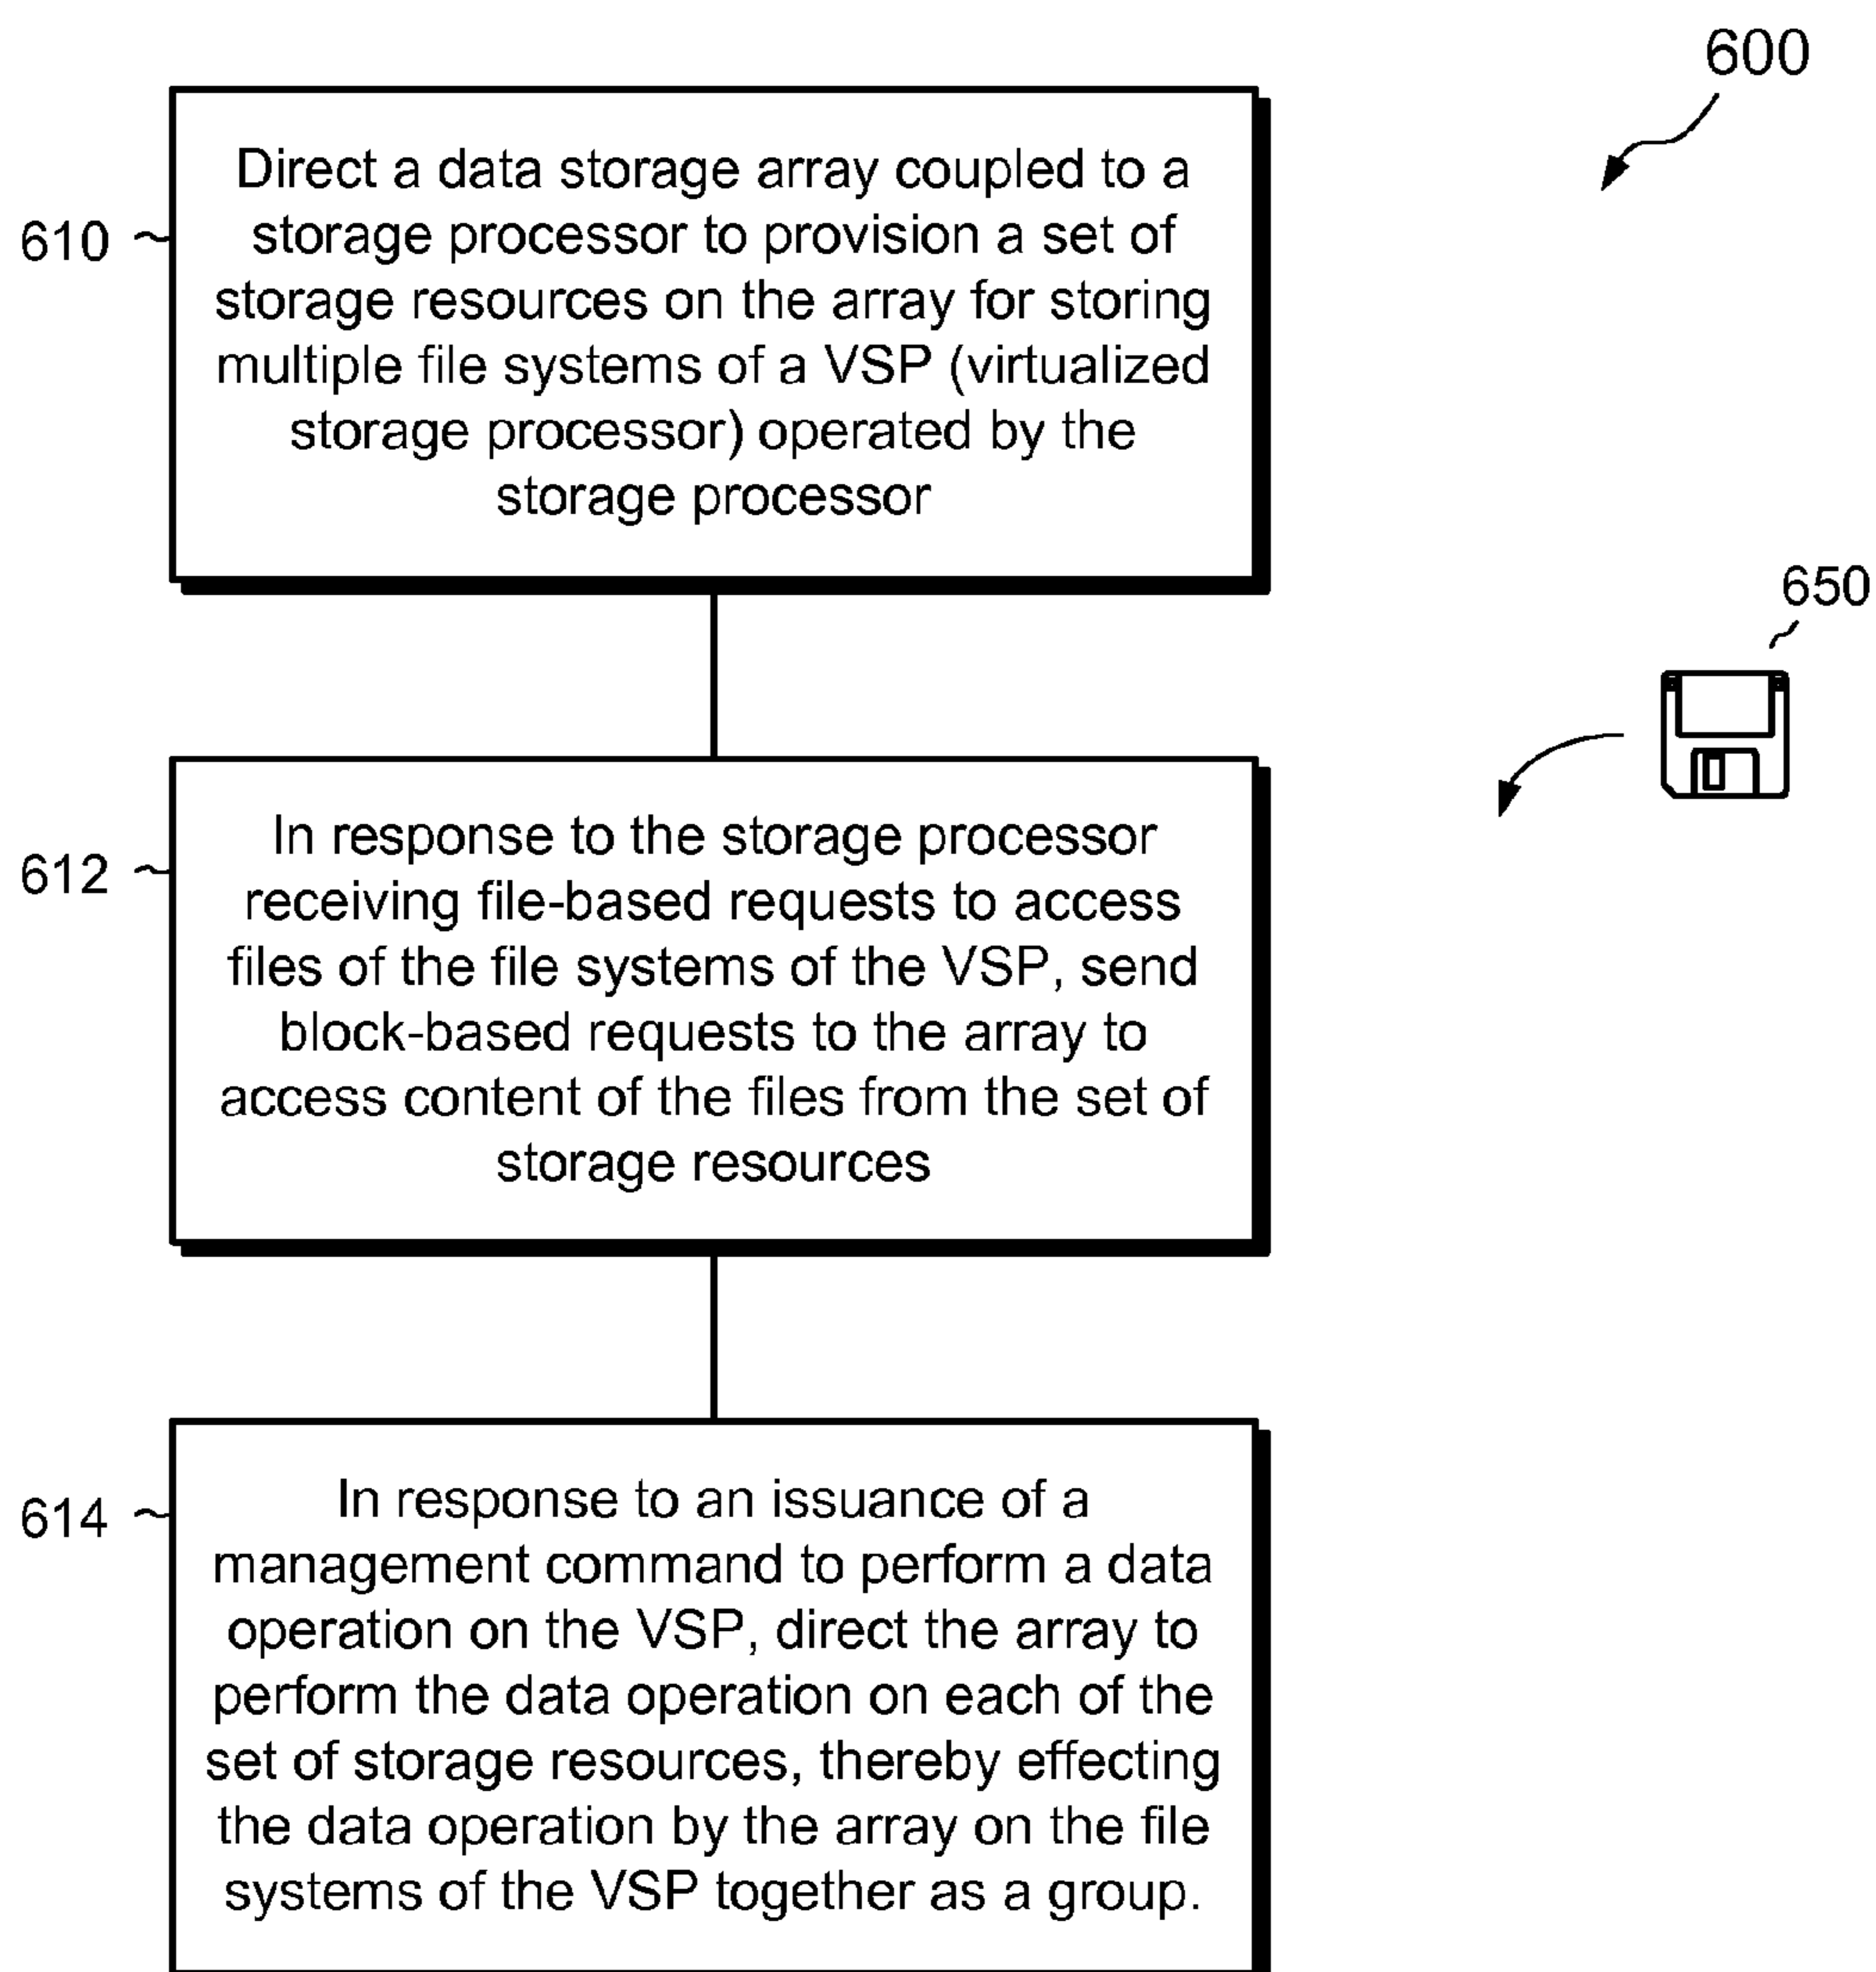 600
610
Direct a data storage array coupled to a
storage processor to provision a set of
storage resources on the array for storing
multiple file systems of a VSP (virtualized
storage processor) operated by the
storage processor
650
612
In response to the storage processor
receiving file-based requests to access
files of the file systems of the VSP, send
block-based requests to the array to
access content of the files from the set of
storage resources
614
In response to an issuance of a
management command to perform a data
operation on the VSP, direct the array to
perform the data operation on each of the
set of storage resources, thereby effecting
the data operation by the array on the file
systems of the VSP together as a group.